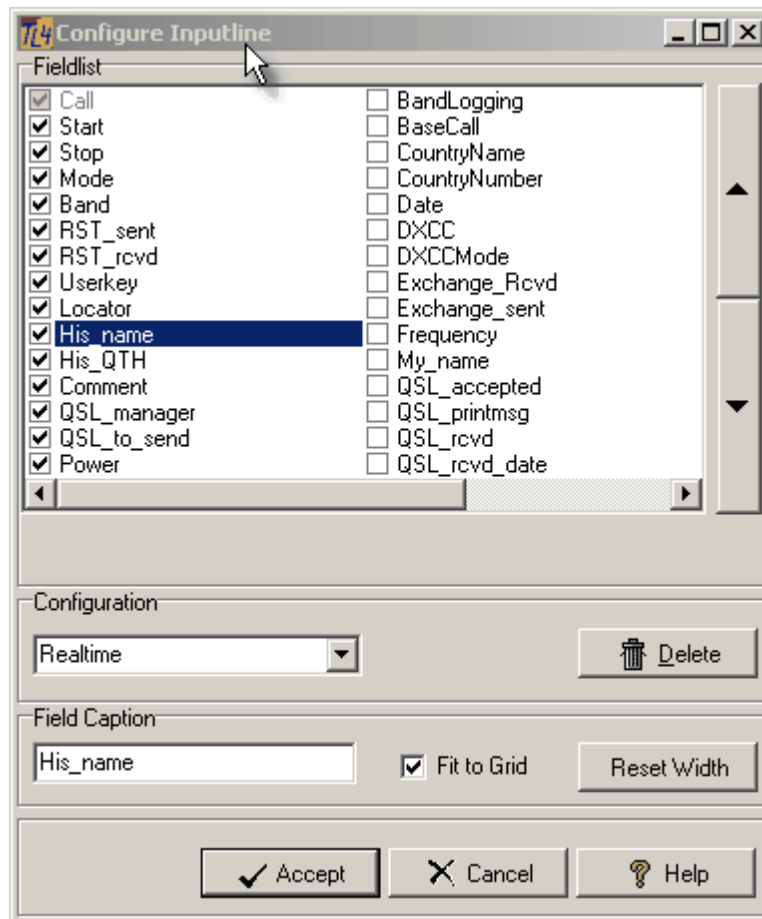 TL4 Configure Inputline
Fieldlist
Call
Start
Stop
Mode
Band
RST_sent
RST_rcvd
Userkey
Locator
His_name
His_QTH
Comment
QSL_manager
QSL_to_send
Power
BandLogging
BaseCall
CountryName
CountryNumber
Date
DXCC
DXCCMode
Exchange_Rcvd
Exchange_sent
Frequency
My_name
QSL_accepted
QSL_printmsg
QSL_rcvd
QSL_rcvd_date
Configuration
Realtime
Delete
Field Caption
His_name
Fit to Grid
Reset Width
Accept
Cancel
Help